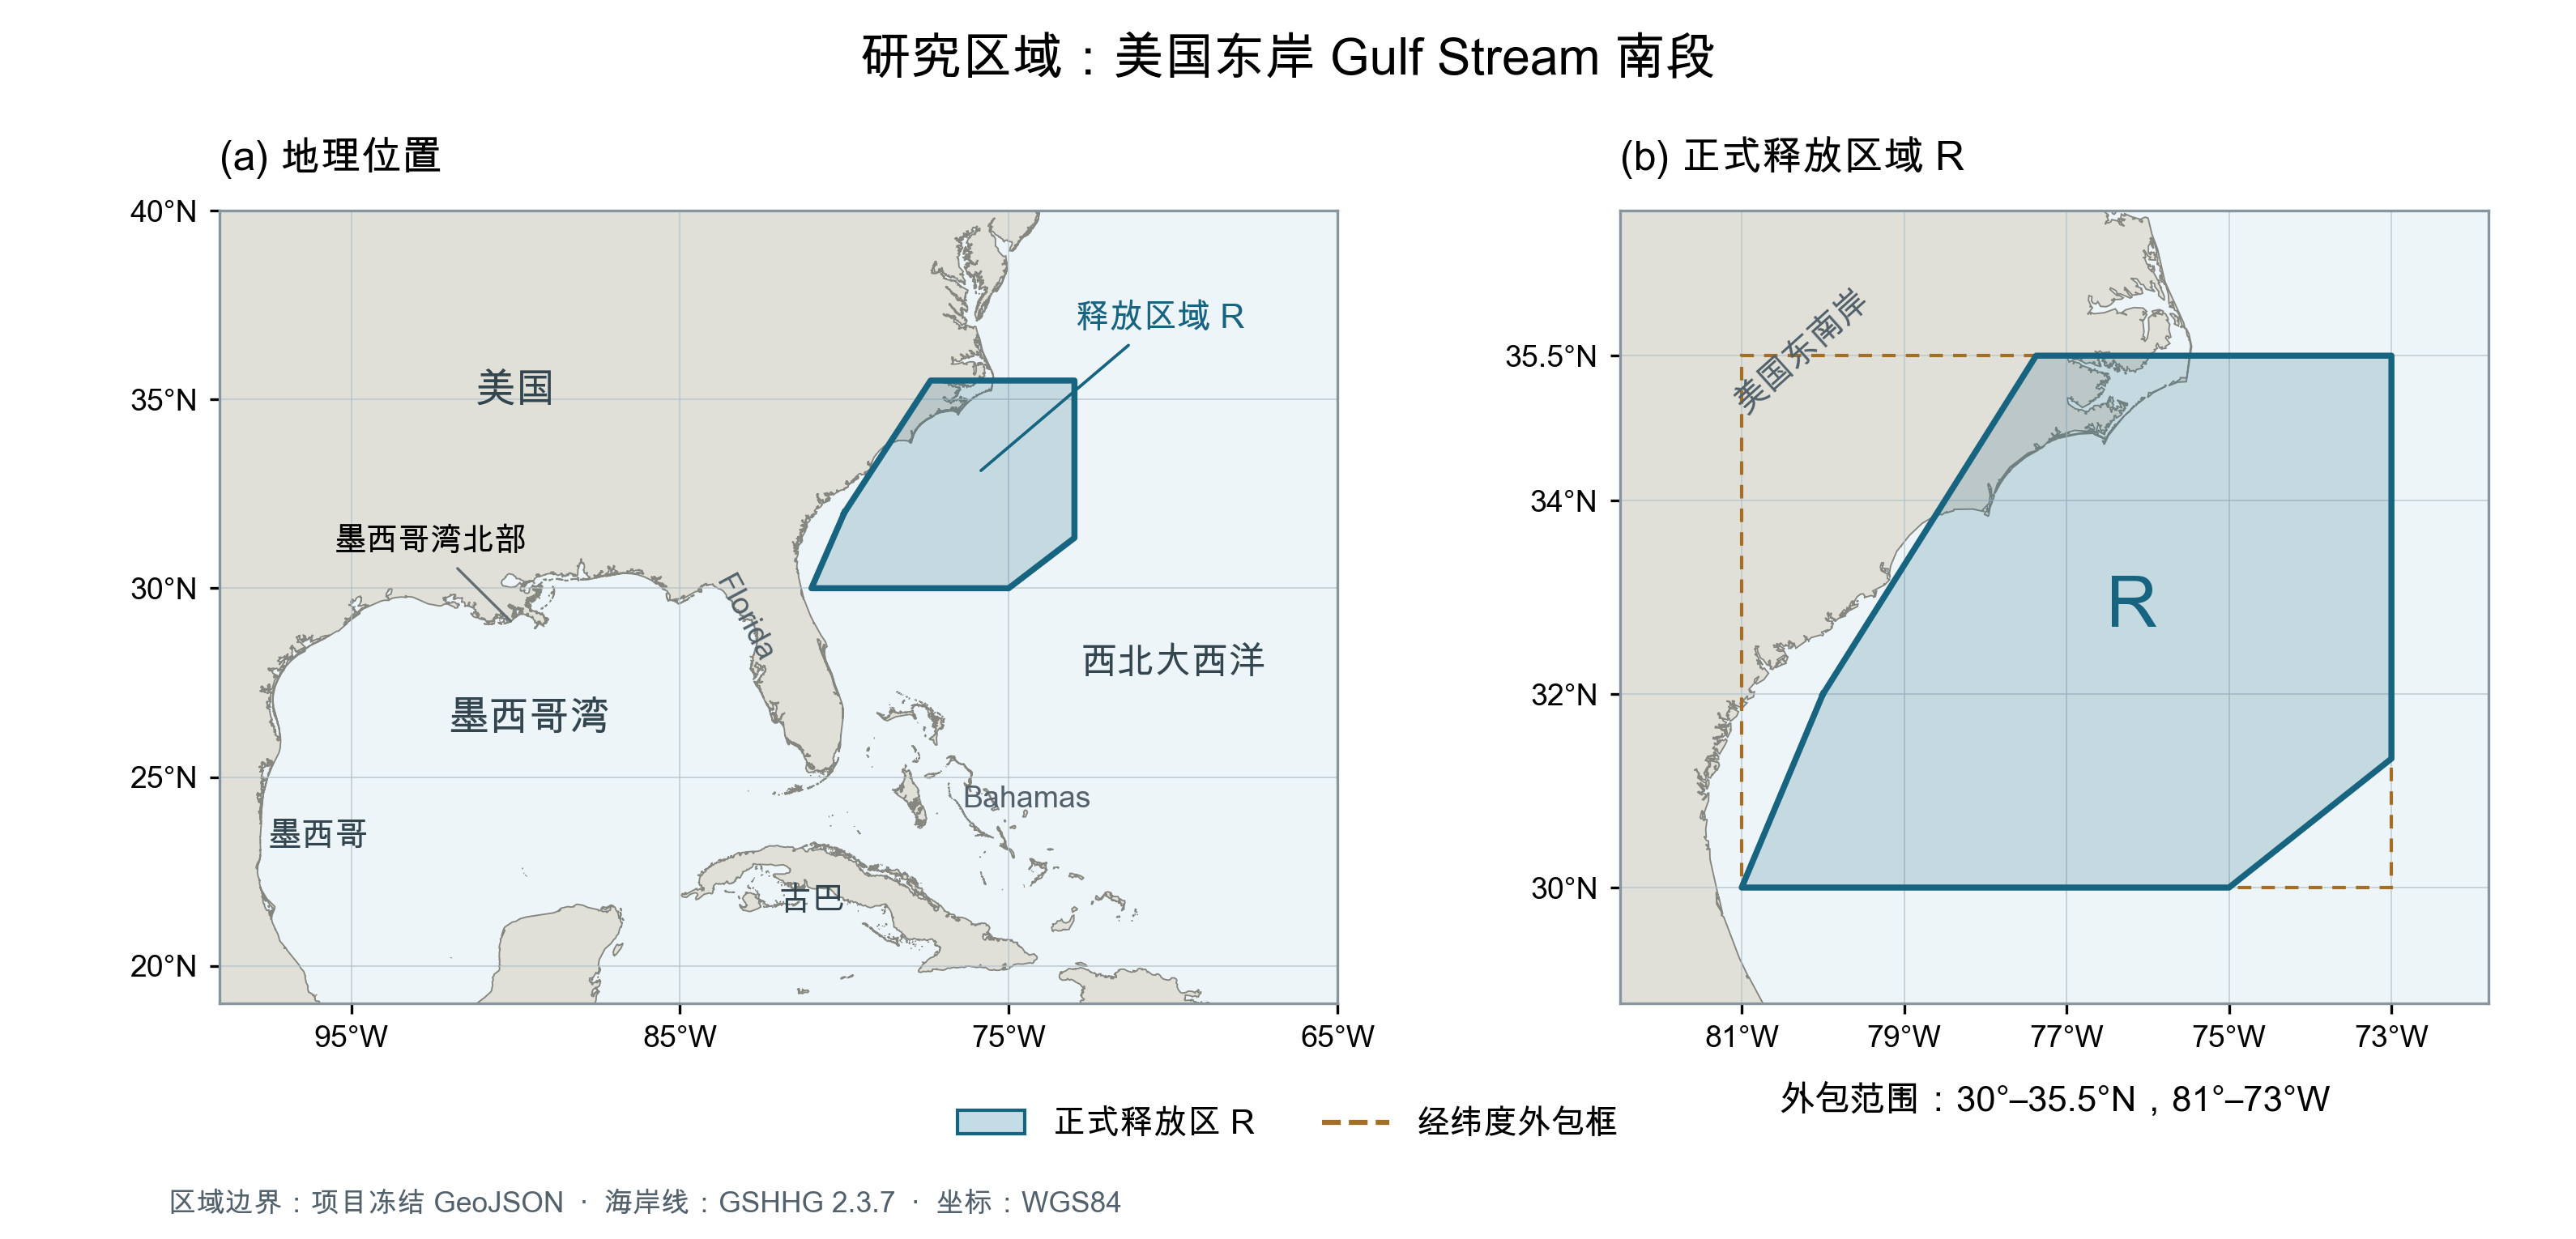 研究区域：美国东岸 Gulf Stream 南段
(a) 地理位置
40°N
35°N
30°N
25°N
20°N
95°W
85°W
75°W
65°W
释放区域 R
美国
墨西哥湾北部
Florida
西北大西洋
墨西哥湾
Bahamas
墨西哥
古巴
(b) 正式释放区域 R
35.5°N
34°N
32°N
30°N
81°W
79°W
77°W
75°W
73°W
美国东南岸
R
外包范围：30°–35.5°N，81°–73°W
正式释放区 R
经纬度外包框
区域边界：项目冻结 GeoJSON · 海岸线：GSHHG 2.3.7 · 坐标：WGS84